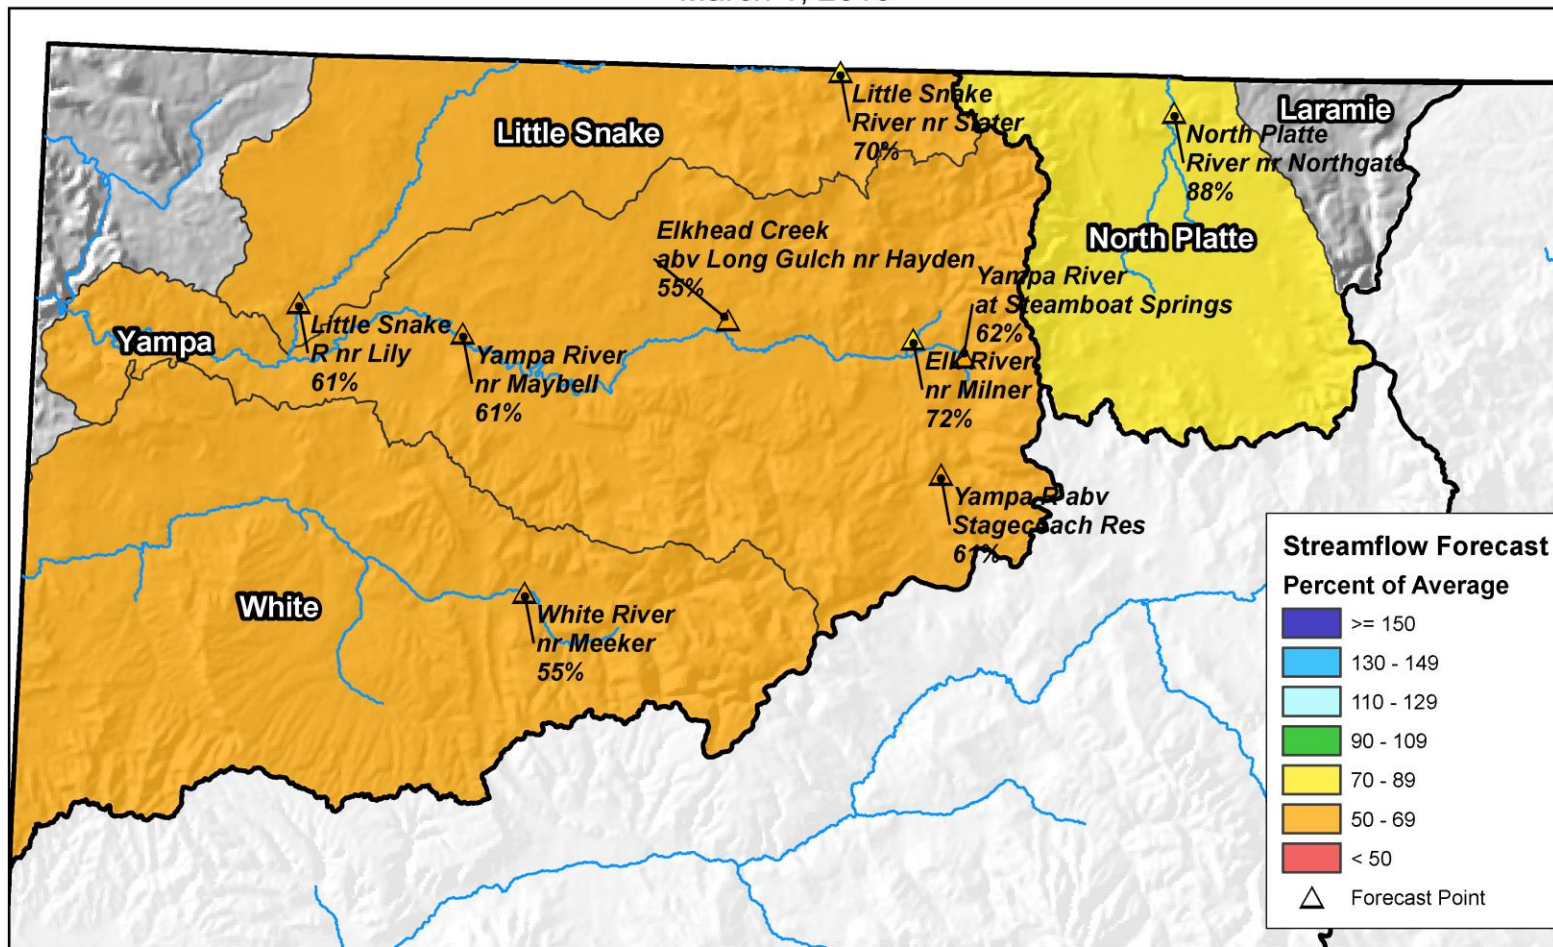 Little Snake
Little Snake
River nr Slater
70%
Laramie
North Platte
River nr Northgate
88%
North Platte
Elkhead Creek
abv Long Gulch nr Hayden
55%
Yampa River
at Steamboat Springs
62%
Yampa
Little Snake
R nr Lily
61%
Yampa River
nr Maybell
61%
Elk River
nr Milner
72%
Yampa R abv
Stagecoach Res
61%
White
White River
nr Meeker
55%
Streamflow Forecast
Percent of Average
>= 150
130 - 149
110 - 129
90 - 109
70 - 89
50 - 69
< 50
Forecast Point